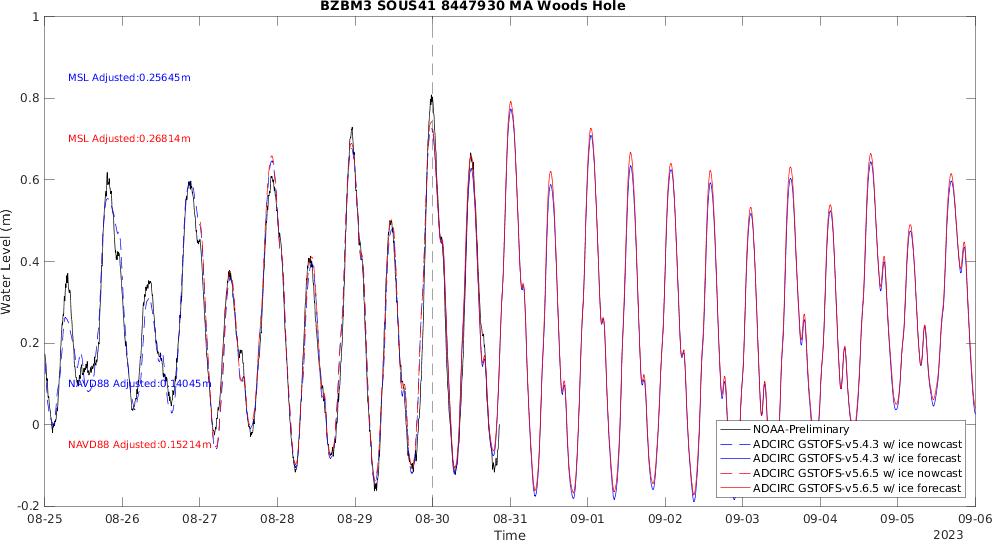 BZBM3 SOUS41 8447930 MA Woods Hole
Water Level (m)
1
0.8
0.6
0.4
0.2
0
-0.2
MSL Adjusted:0.25645m
MSL Adjusted:0.26814m
NAVD88 Adjusted:0.14045m
NAVD88 Adjusted:0.15214m
NOAA-Preliminary
ADCIRC GSTOFS-v5.4.3 w/ ice nowcast
ADCIRC GSTOFS-v5.4.3 w/ ice forecast
ADCIRC GSTOFS-v5.6.5 w/ ice nowcast
ADCIRC GSTOFS-v5.6.5 w/ ice forecast
08-25 08-26 08-27 08-28 08-29 08-30 08-31 09-01 09-02 09-03 09-04 09-05 09-06
Time
2023